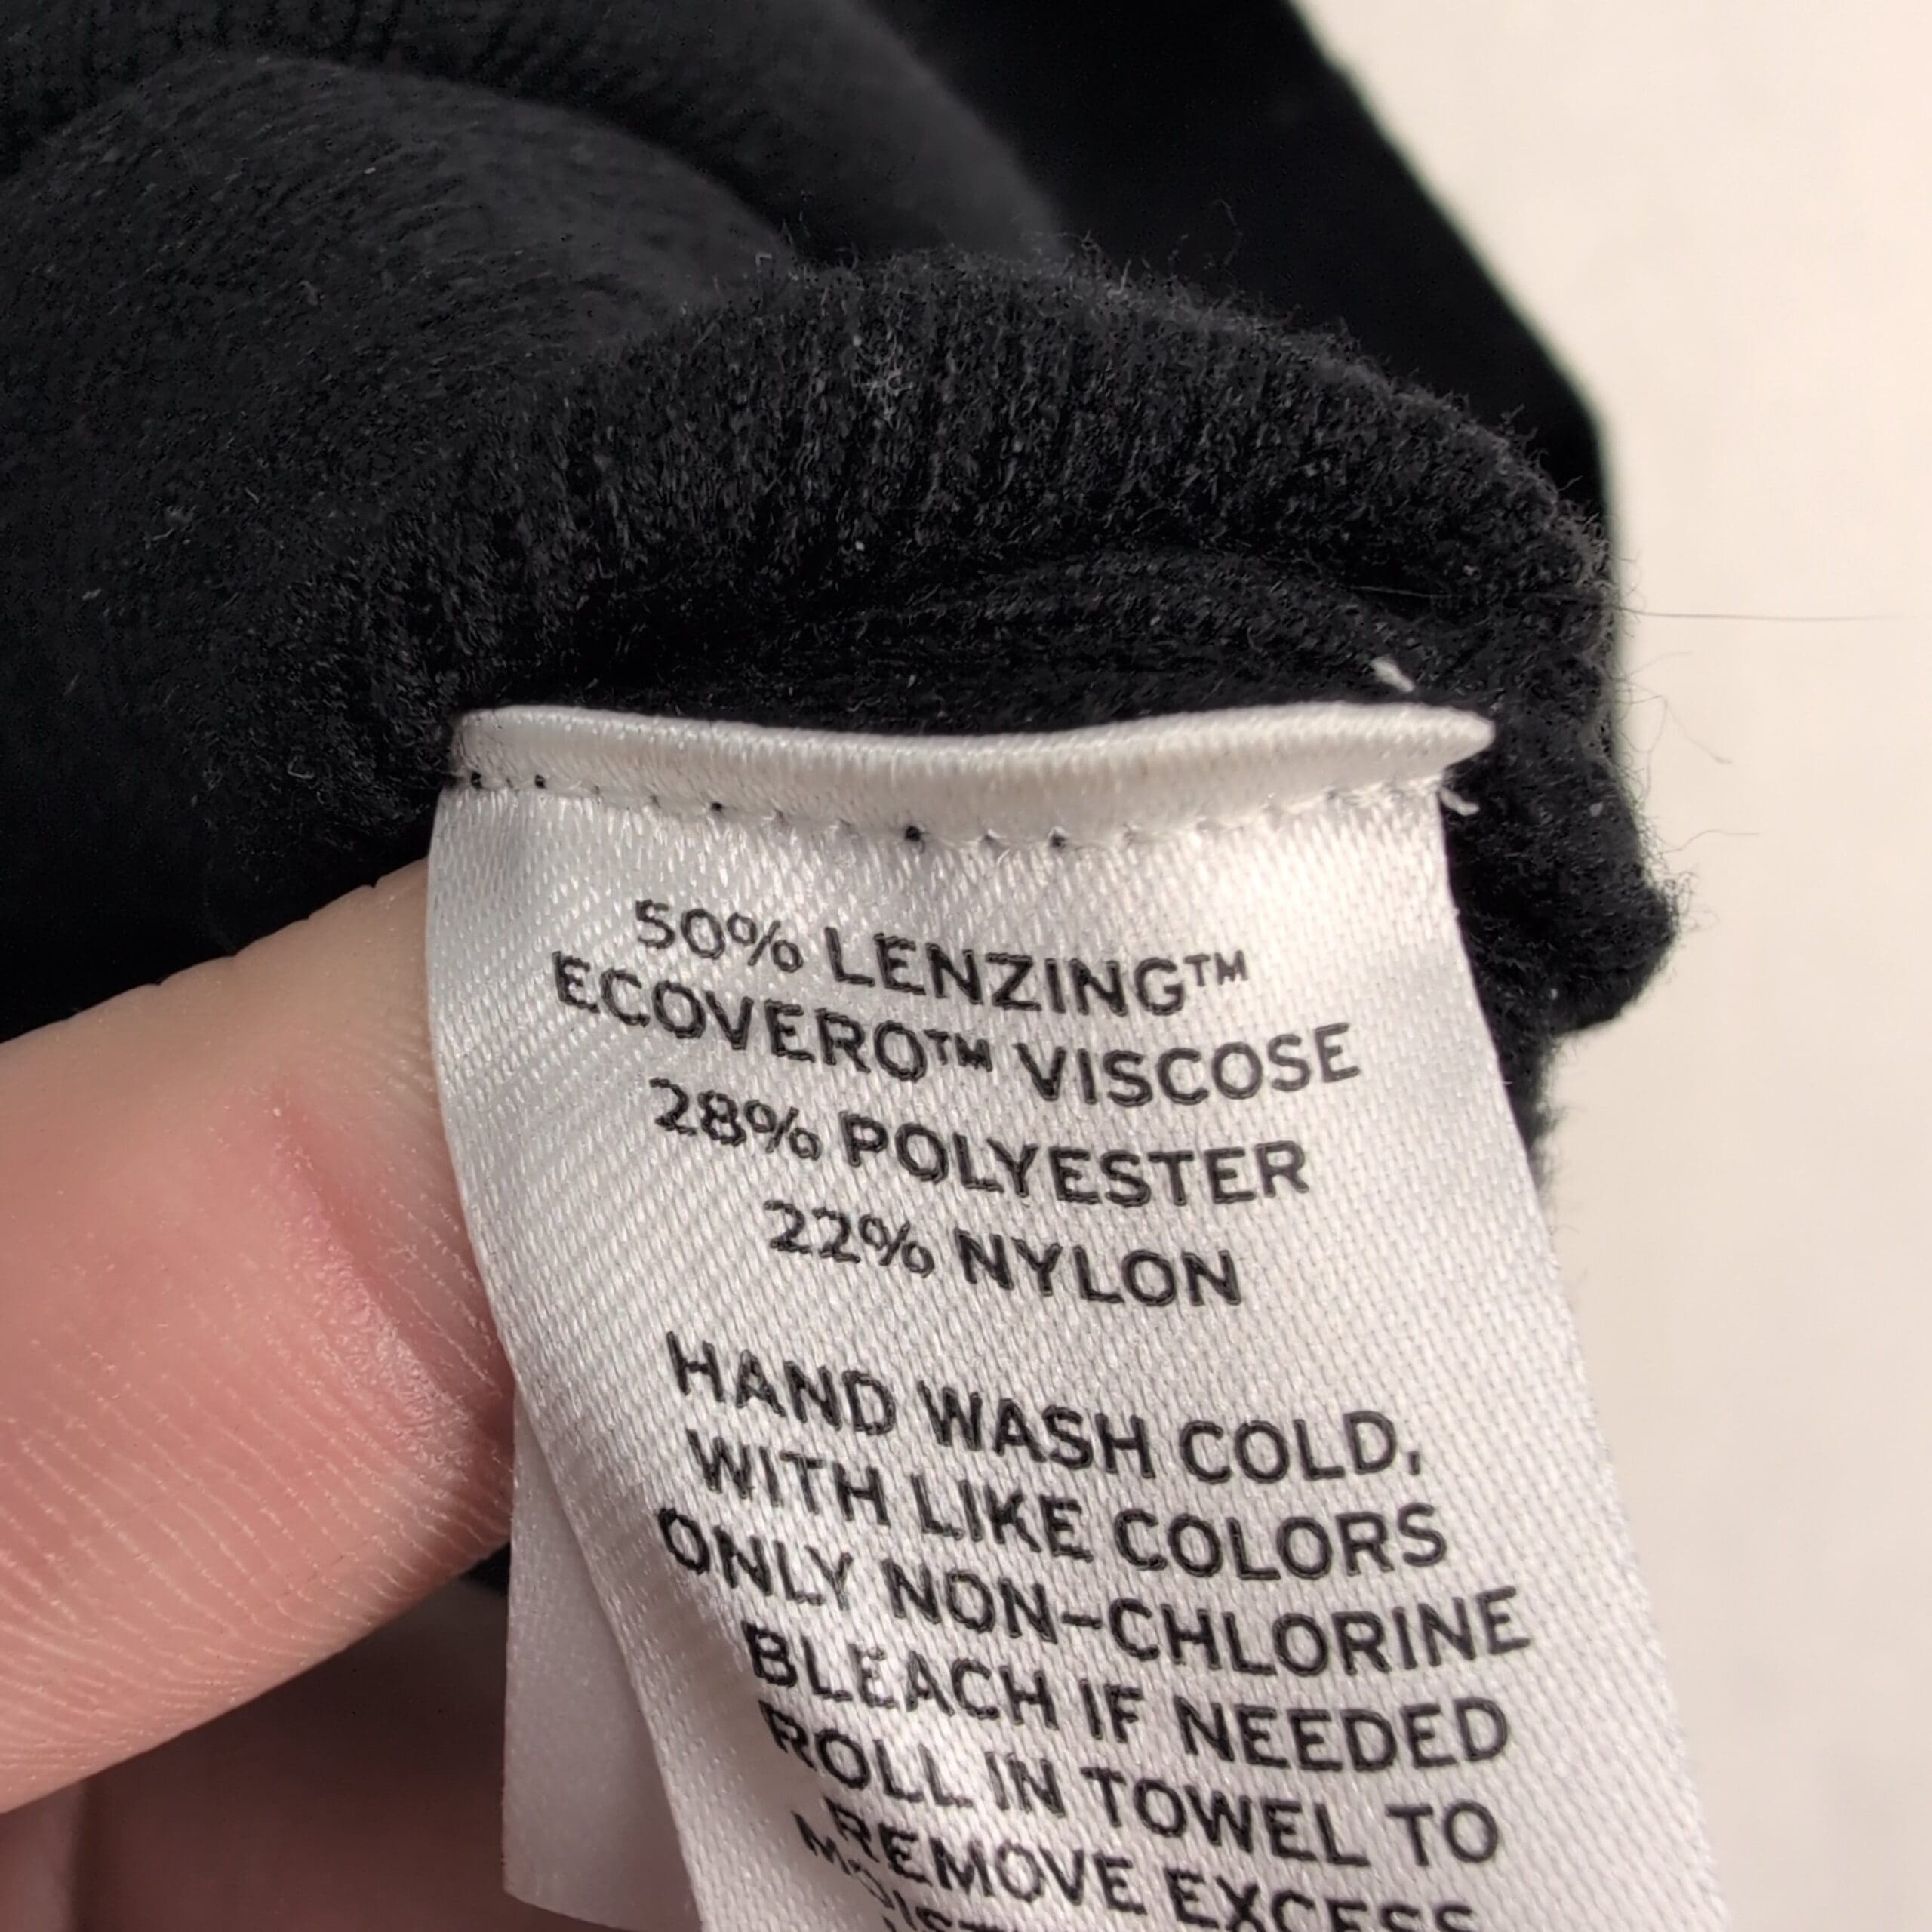 50% LENZING™
ECOVERO™ VISCOSE
28% POLYESTER
22% NYLON
HAND WASH COLD,
WITH LIKE COLORS
ONLY NON-CHLORINE
BLEACH IF NEEDED
ROLL IN TOWEL TO
REMOVE EXCESS